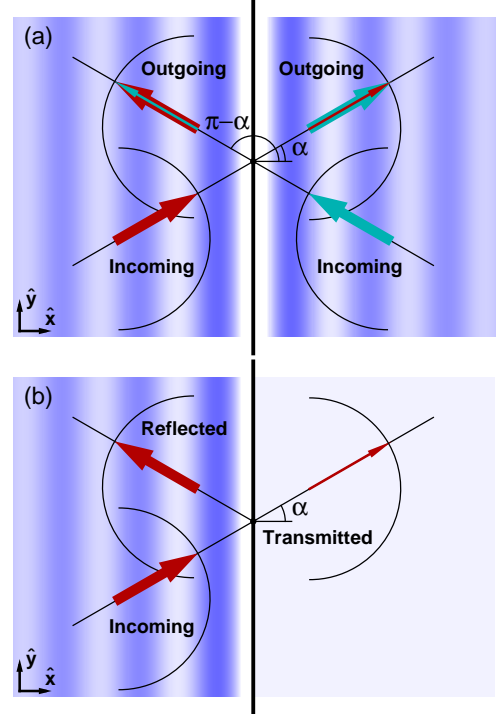 (a)
Outgoing Outgoing
π−α α
Incoming Incoming
ŷ
x̂
(b)
Reflected
α
Transmitted
Incoming
ŷ
x̂